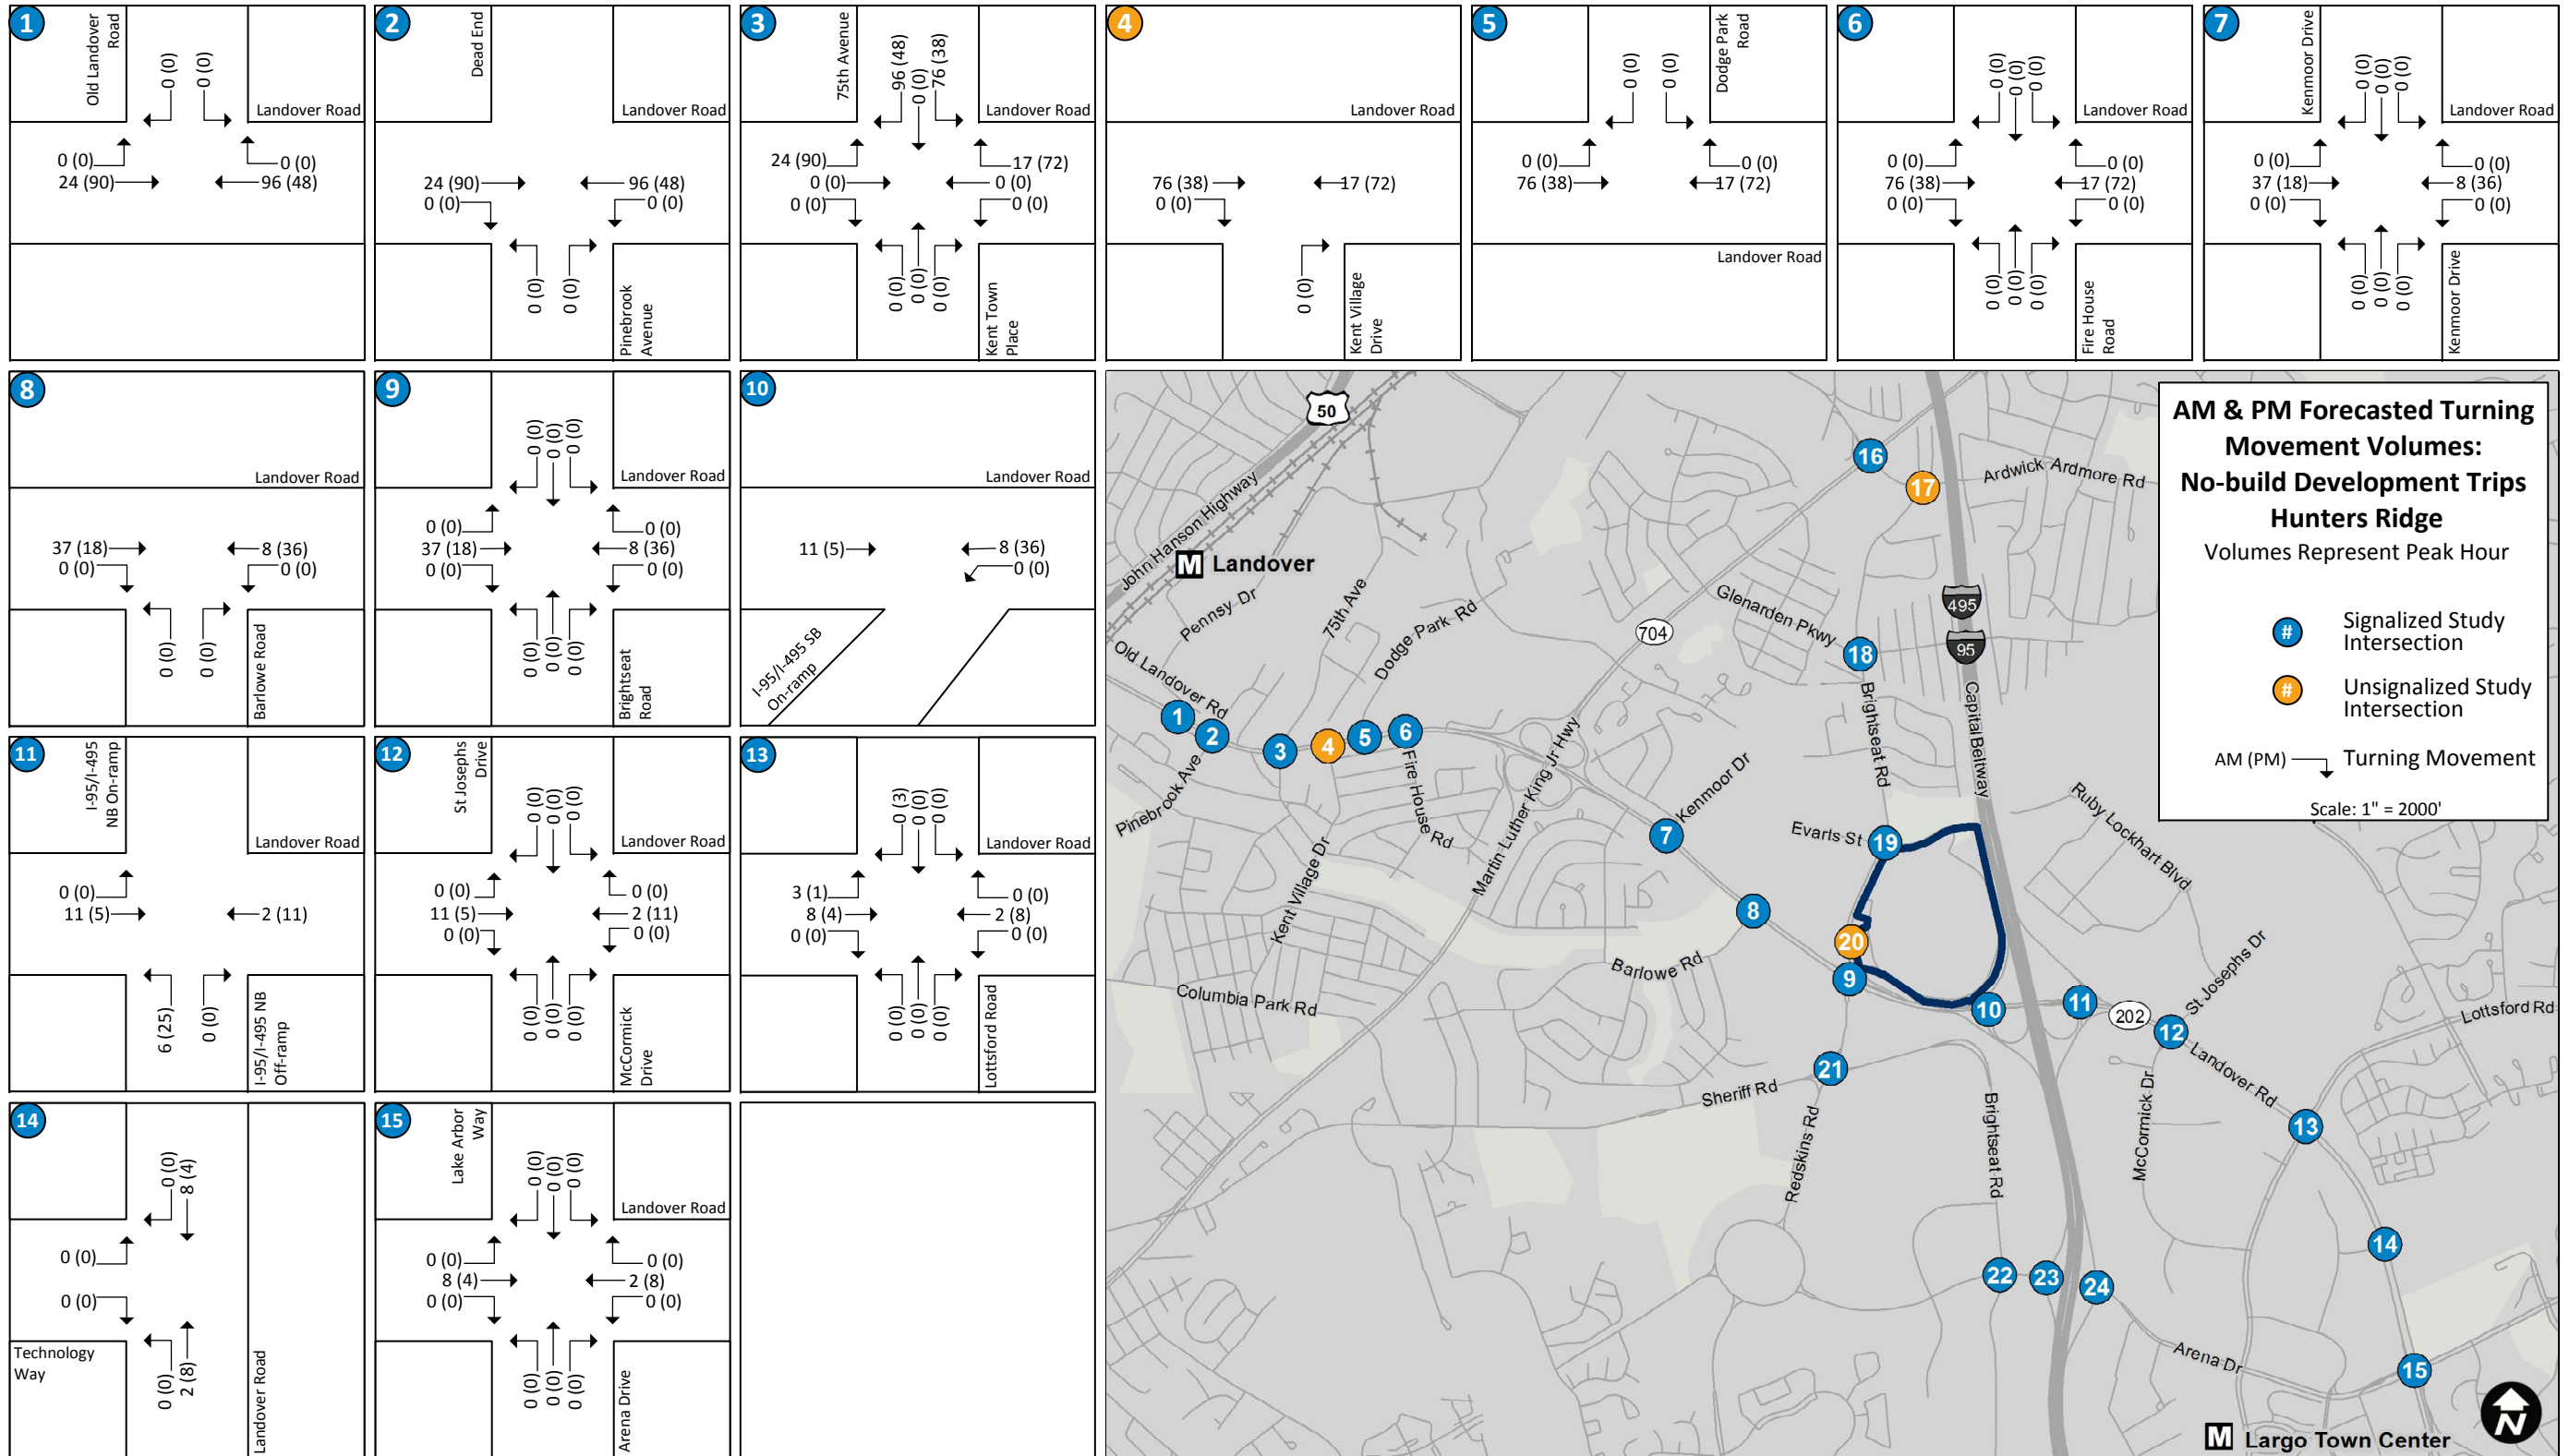 1
Old Landover
Road
0 (0)
0 (0)
Landover Road
0 (0)
24 (90)
0 (0)
96 (48)
2
Dead End
Landover Road
24 (90)
0 (0)
96 (48)
0 (0)
0 (0)
0 (0)
Pinebrook
Avenue
3
75th Avenue
96 (48)
0 (0)
76 (38)
Landover Road
24 (90)
0 (0)
0 (0)
17 (72)
0 (0)
0 (0)
0 (0)
0 (0)
0 (0)
Kent Town
Place
4
Landover Road
76 (38)
0 (0)
17 (72)
0 (0)
Kent Village
Drive
5
0 (0)
0 (0)
Dodge Park
Road
0 (0)
76 (38)
0 (0)
17 (72)
Landover Road
6
0 (0)
0 (0)
0 (0)
Landover Road
0 (0)
76 (38)
0 (0)
0 (0)
17 (72)
0 (0)
0 (0)
0 (0)
0 (0)
Fire House
Road
7
Kenmoor Drive
0 (0)
0 (0)
0 (0)
Landover Road
0 (0)
37 (18)
0 (0)
0 (0)
8 (36)
0 (0)
0 (0)
0 (0)
0 (0)
Kenmoor Drive
8
Landover Road
37 (18)
0 (0)
8 (36)
0 (0)
0 (0)
0 (0)
Barlowe Road
9
0 (0)
0 (0)
0 (0)
Landover Road
0 (0)
37 (18)
0 (0)
0 (0)
8 (36)
0 (0)
0 (0)
0 (0)
0 (0)
Brightseat
Road
10
Landover Road
11 (5)
8 (36)
0 (0)
I-95/I-495 SB
On-ramp
11
I-95/I-495
NB On-ramp
Landover Road
0 (0)
11 (5)
2 (11)
6 (25)
0 (0)
I-95/I-495 NB
Off-ramp
12
St Josephs
Drive
0 (0)
0 (0)
0 (0)
Landover Road
0 (0)
11 (5)
0 (0)
0 (0)
2 (11)
0 (0)
0 (0)
0 (0)
0 (0)
McCormick
Drive
13
0 (3)
0 (0)
0 (0)
Landover Road
3 (1)
8 (4)
0 (0)
0 (0)
2 (8)
0 (0)
0 (0)
0 (0)
0 (0)
Lottsford Road
14
0 (0)
8 (4)
0 (0)
0 (0)
Technology
Way
0 (0)
2 (8)
Landover Road
15
Lake Arbor
Way
0 (0)
0 (0)
0 (0)
Landover Road
0 (0)
8 (4)
0 (0)
0 (0)
2 (8)
0 (0)
0 (0)
0 (0)
0 (0)
Arena Drive
AM & PM Forecasted Turning
Movement Volumes:
No-build Development Trips
Hunters Ridge
Volumes Represent Peak Hour
#
Signalized Study
Intersection
#
Unsignalized Study
Intersection
AM (PM)
Turning Movement
Scale: 1" = 2000'
50
John Hanson Highway
M Landover
Pennsy Dr
Old Landover Rd
75th Ave
Dodge Park Rd
704
Glenarden Pkwy
16
17
Ardwick Ardmore Rd
495
95
18
Brightseat Rd
Capital Beltway
1
2
3
4
5
6
Pinebrook Ave
Fire House Rd
Martin Luther King Jr Hwy
Kenmoor Dr
7
Evarts St
19
Ruby Lockhart Blvd
Kent Village Dr
8
20
9
Barlowe Rd
Columbia Park Rd
10
11
202
12
St Josephs Dr
Lottsford Rd
Landover Rd
21
Sheriff Rd
Redskins Rd
Brightseat Rd
McCormick Dr
13
14
22
23
24
Arena Dr
15
M Largo Town Center
N